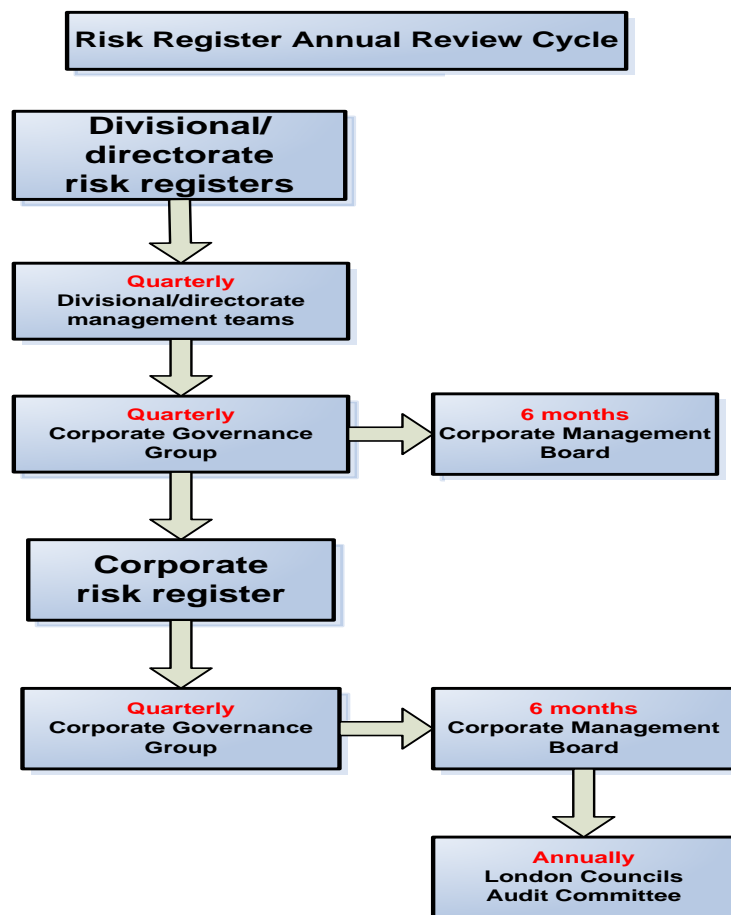 Risk Register Annual Review Cycle
Divisional/
directorate
risk registers
Quarterly
Divisional/directorate
management teams
Quarterly
Corporate Governance
Group
6 months
Corporate Management
Board
Corporate
risk register
Quarterly
Corporate Governance
Group
6 months
Corporate Management
Board
Annually
London Councils
Audit Committee